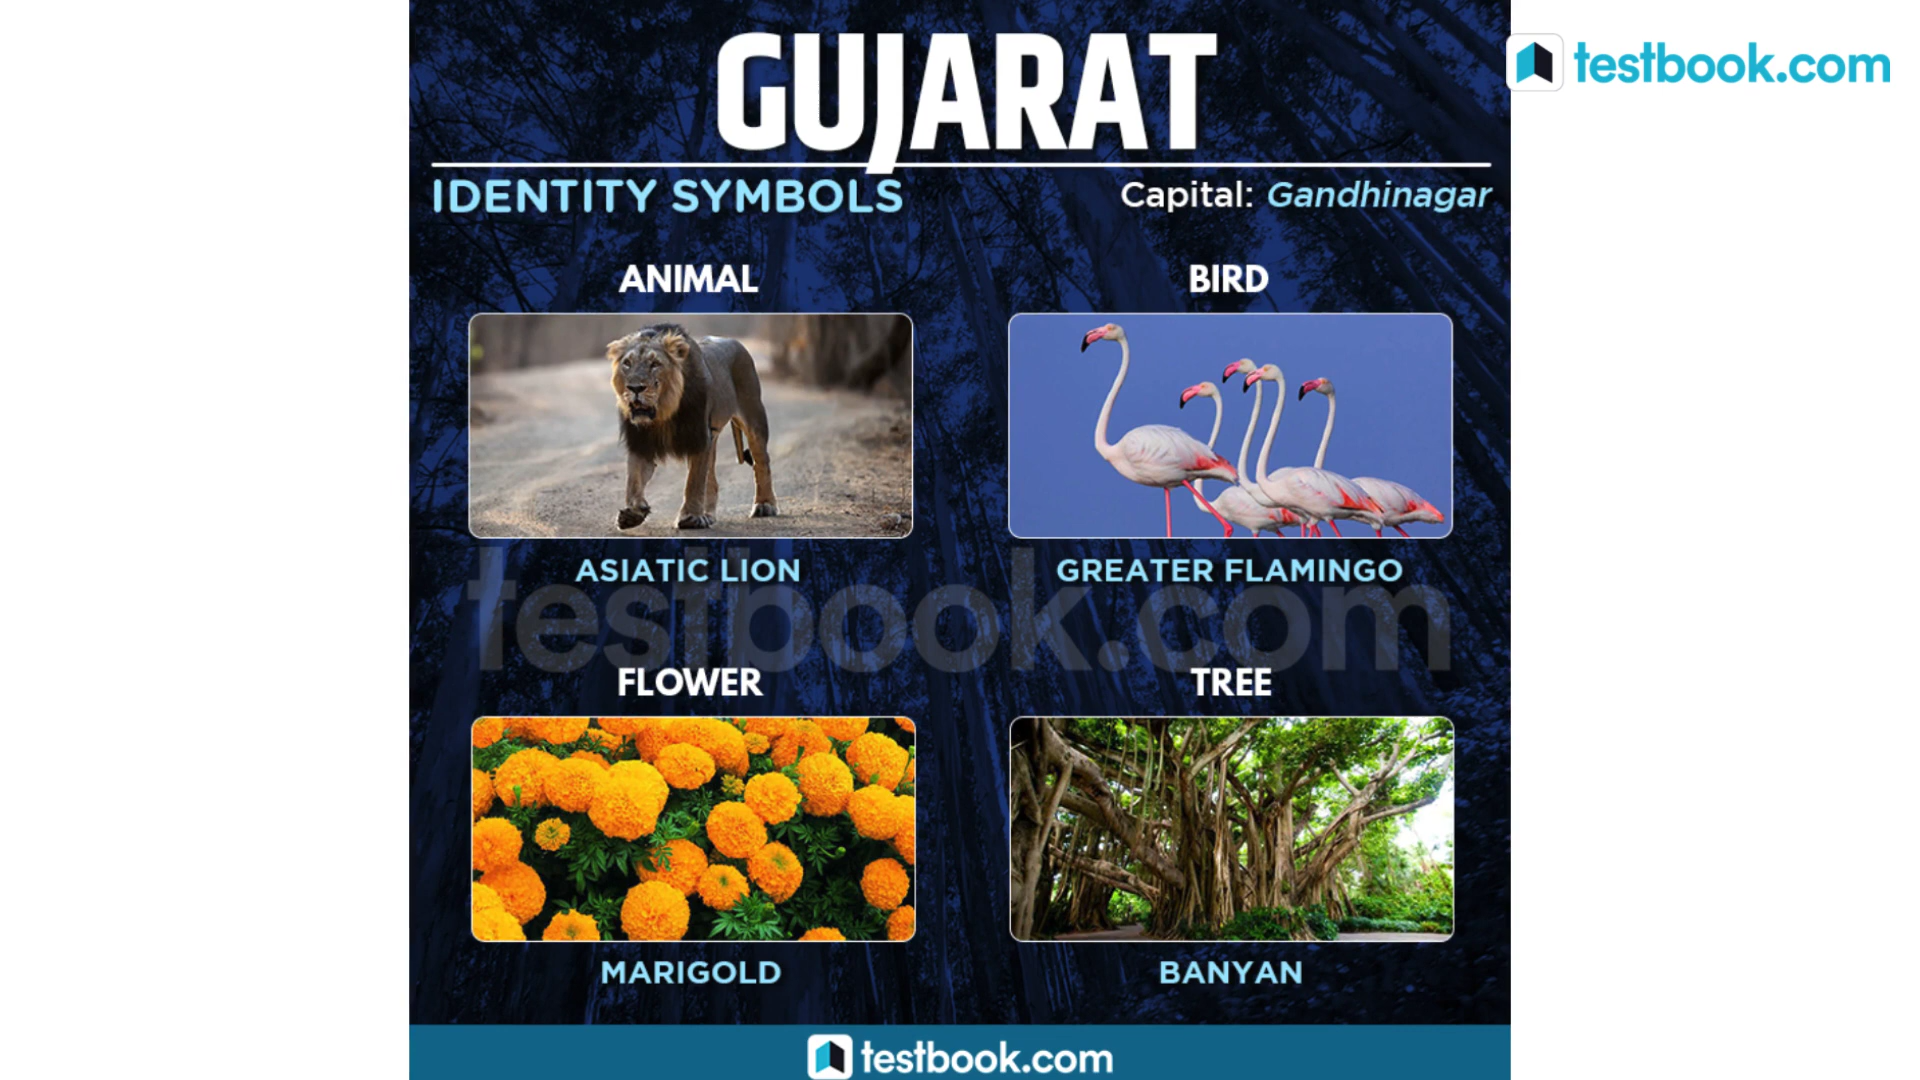 GUJARAT
testbook.com
IDENTITY SYMBOLS
Capital: Gandhinagar
ANIMAL
BIRD
ASIATIC LION
GREATER FLAMINGO
testbook.com
FLOWER
TREE
MARIGOLD
BANYAN
testbook.com